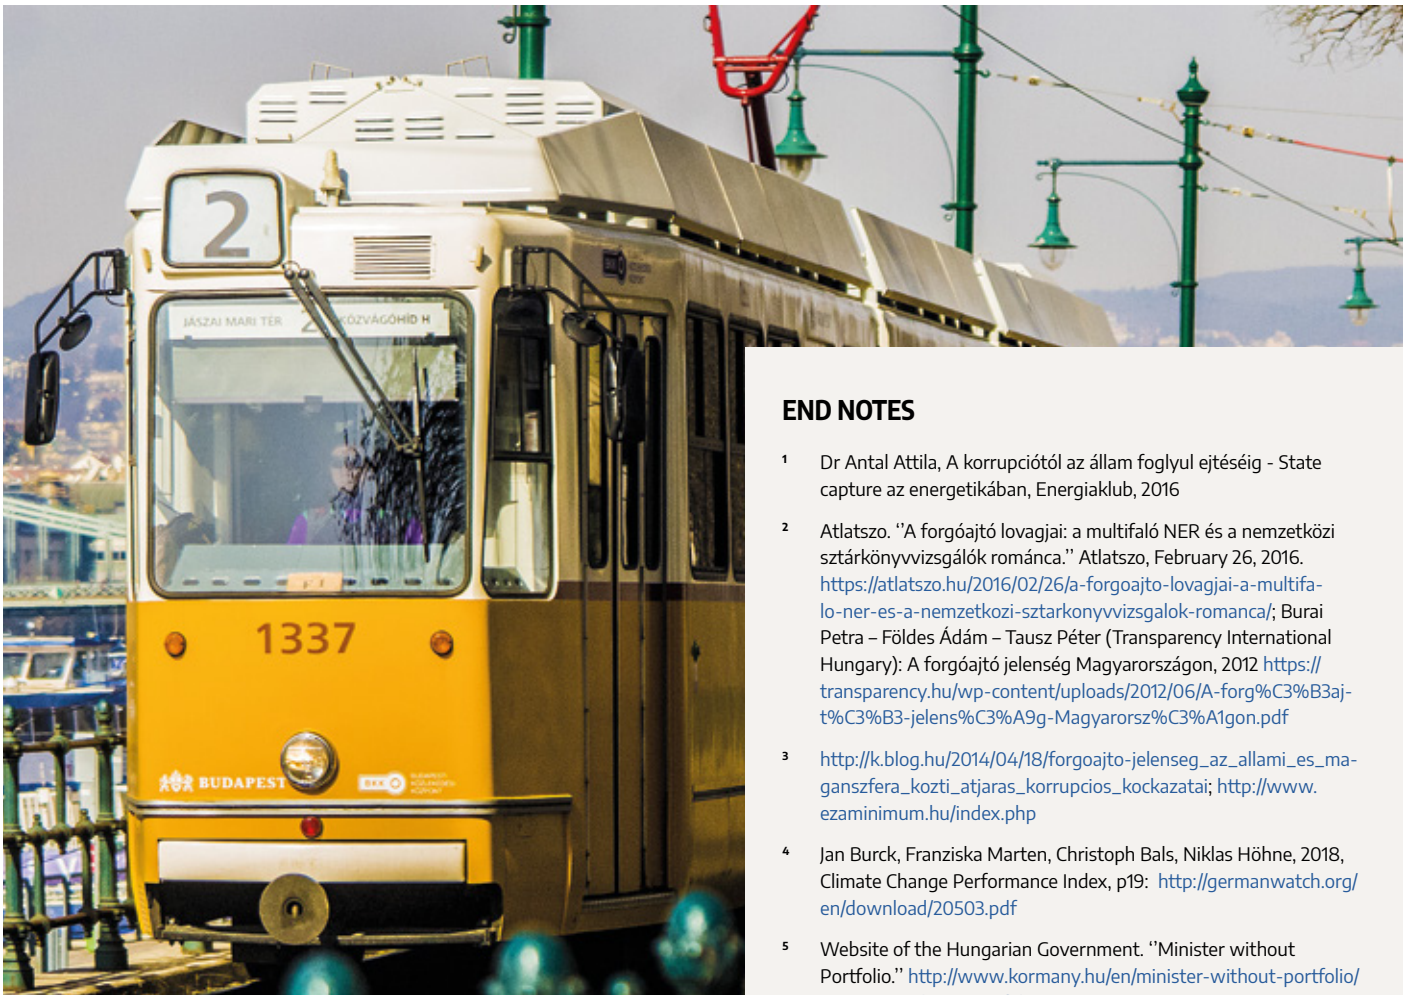 2
JÁSZAI MARI TÉR 2 KÖZVÁGÓHÍD H
1337
BUDAPEST
BKK
BUDAPESTI
KÖZLEKEDÉSI
KÖZPONT
END NOTES
1 Dr Antal Attila, A korrupciótól az állam foglyul ejtéséig - State
capture az energetikában, Energiaklub, 2016
2 Atlatszo. ‘’A forgóajtó lovagjai: a multifaló NER és a nemzetközi
sztárkönyvvizsgálók románca.’’ Atlatszo, February 26, 2016.
https://atlatszo.hu/2016/02/26/a-forgoajto-lovagjai-a-multifa-
lo-ner-es-a-nemzetkozi-sztarkonyvvizsgalok-romanca/; Burai
Petra – Földes Ádám – Tausz Péter (Transparency International
Hungary): A forgóajtó jelenség Magyarországon, 2012 https://
transparency.hu/wp-content/uploads/2012/06/A-forg%C3%B3aj-
t%C3%B3-jelens%C3%A9g-Magyarorsz%C3%A1gon.pdf
3 http://k.blog.hu/2014/04/18/forgoajto-jelenseg_az_allami_es_ma-
ganszfera_kozti_atjaras_korrupcios_kockazatai; http://www.
ezaminimum.hu/index.php
4 Jan Burck, Franziska Marten, Christoph Bals, Niklas Höhne, 2018,
Climate Change Performance Index, p19: http://germanwatch.org/
en/download/20503.pdf
5 Website of the Hungarian Government. ‘’Minister without
Portfolio.’’ http://www.kormany.hu/en/minister-without-portfolio/